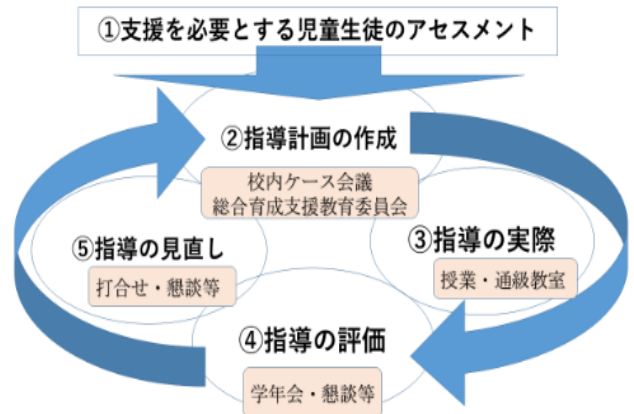 ①支援を必要とする児童生徒のアセスメント
②指導計画の作成
校内ケース会議
総合育成支援教育委員会
③指導の実際
授業・通級教室
④指導の評価
学年会・懇談等
⑤指導の見直し
打合せ・懇談等